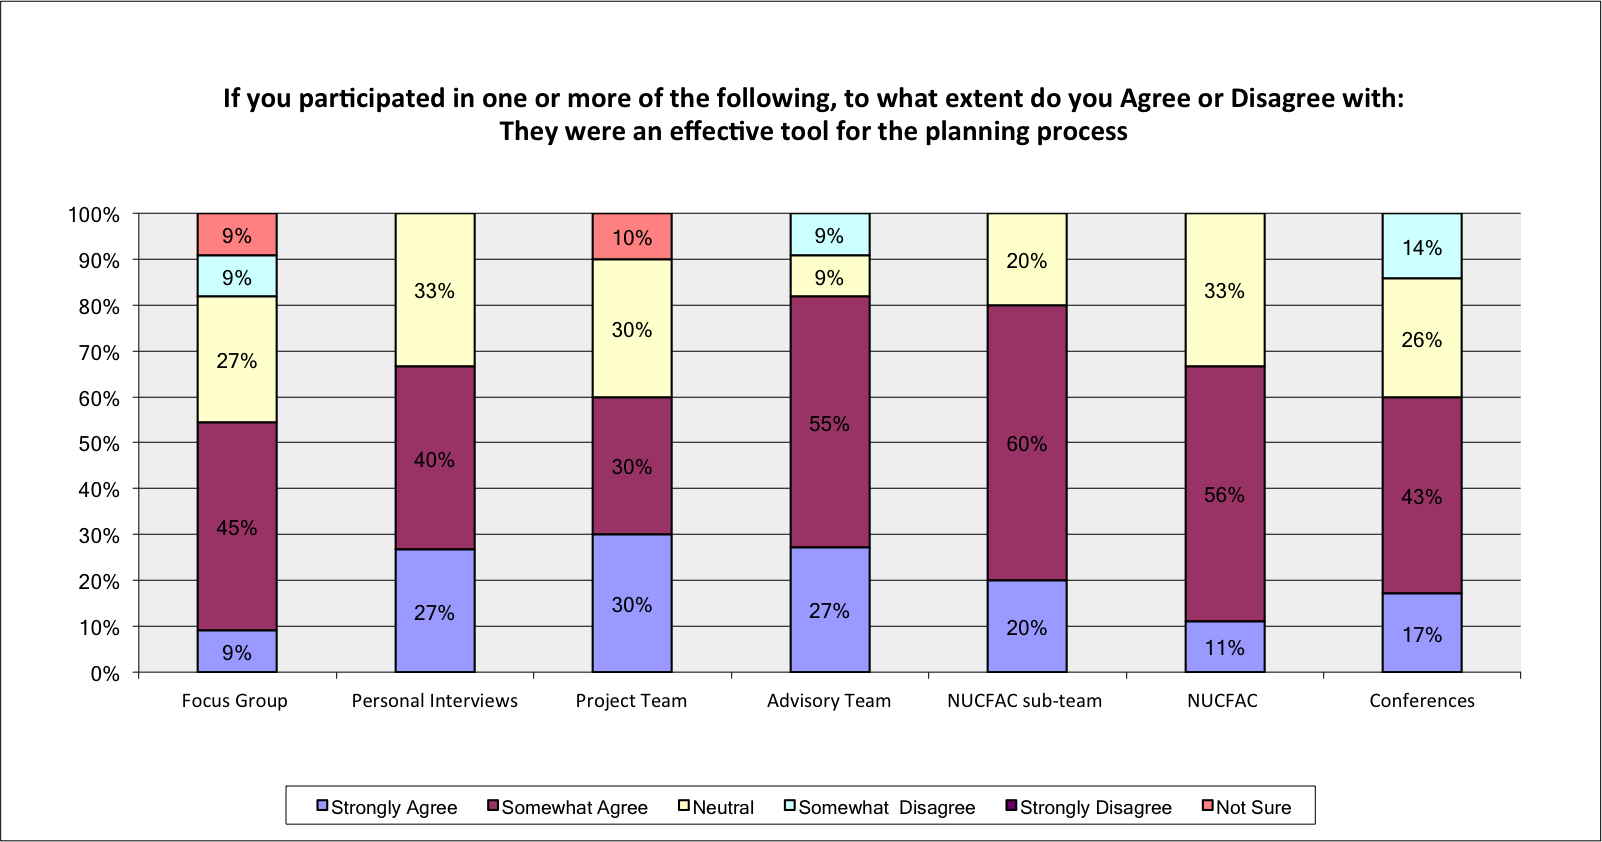 If you participated in one or more of the following, to what extent do you Agree or Disagree with:
They were an effective tool for the planning process
100%
90%
80%
70%
60%
50%
40%
30%
20%
10%
0%
9%
9%
27%
45%
9%
33%
40%
27%
10%
30%
30%
30%
9%
9%
55%
27%
20%
60%
20%
33%
56%
11%
14%
26%
43%
17%
Focus Group
Personal Interviews
Project Team
Advisory Team
NUCFAC sub-team
NUCFAC
Conferences
Strongly Agree
Somewhat Agree
Neutral
Somewhat  Disagree
Strongly Disagree
Not Sure